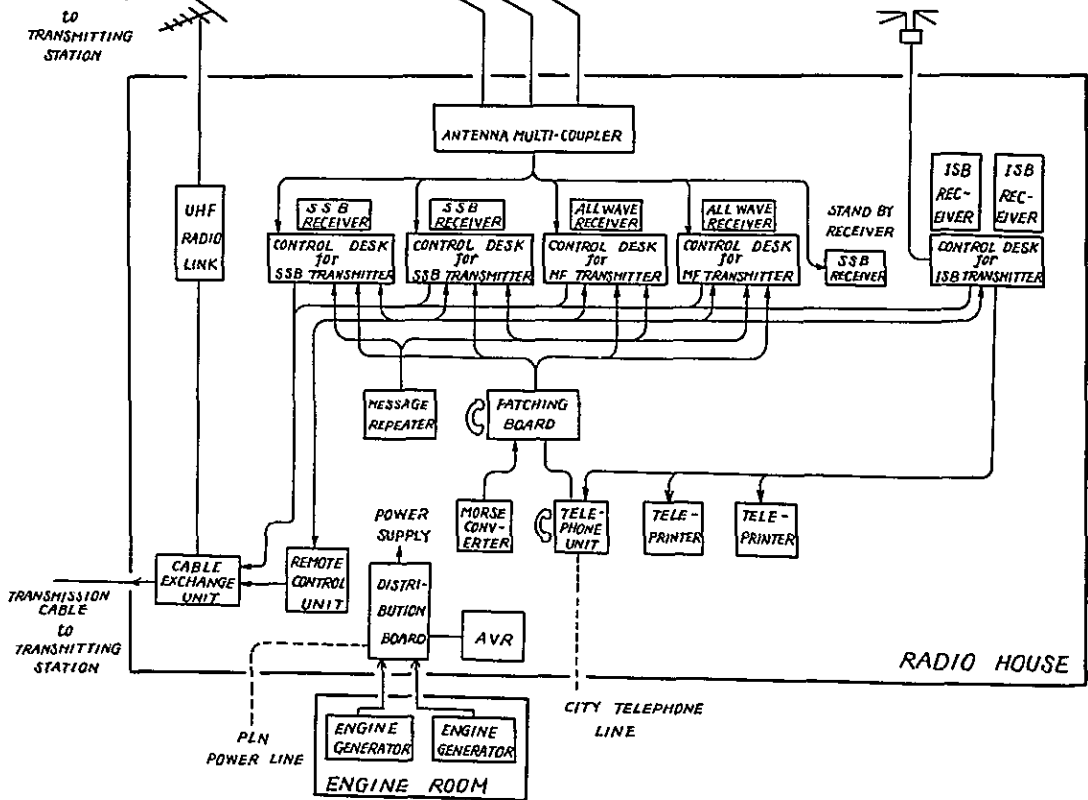 to
TRANSMITTING
STATION
ANTENNA MULTI-COUPLER
UHF
RADIO
LINK
SSB
RECEIVER
CONTROL DESK
for
SSB TRANSMITTER
SSB
RECEIVER
CONTROL DESK
for
SSB TRANSMITTER
ALL WAVE
RECEIVER
CONTROL DESK
for
MF TRANSMITTER
ALL WAVE
RECEIVER
CONTROL DESK
for
MF TRANSMITTER
STAND BY
RECEIVER
SSB
RECEIVER
ISB
REC-
EIVER
ISB
REC-
EIVER
CONTROL DESK
for
ISB TRANSMITTER
MESSAGE
REPEATER
PATCHING
BOARD
MORSE
CONV-
ERTER
TELE-
PHONE
UNIT
TELE-
PRINTER
TELE-
PRINTER
POWER
SUPPLY
CABLE
EXCHANGE
UNIT
REMOTE
CONTROL
UNIT
DISTRI-
BUTION
BOARD
AVR
TRANSMISSION
CABLE
to
TRANSMITTING
STATION
RADIO HOUSE
PLN
POWER LINE
CITY TELEPHONE
LINE
ENGINE
GENERATOR
ENGINE
GENERATOR
ENGINE ROOM